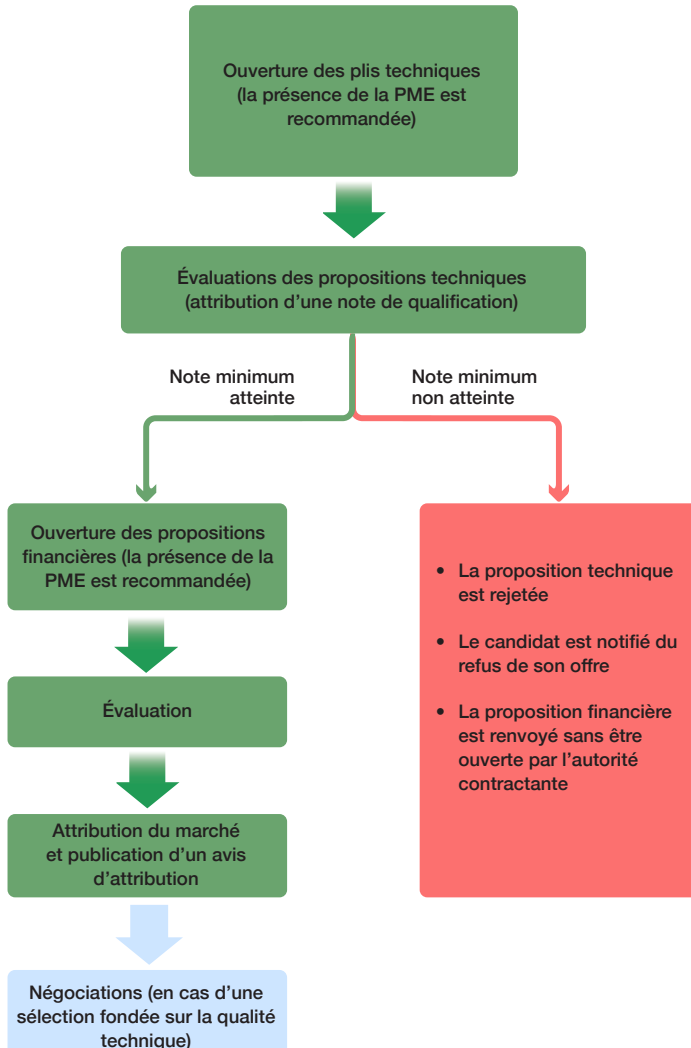 Ouverture des plis techniques
(la présence de la PME est
recommandée)
Évaluations des propositions techniques
(attribution d’une note de qualification)
Note minimum
atteinte
Note minimum
non atteinte
Ouverture des propositions
financières (la présence de la
PME est recommandée)
Évaluation
Attribution du marché
et publication d’un avis
d’attribution
Négociations (en cas d’une
sélection fondée sur la qualité
technique)
• La proposition technique
est rejetée
• Le candidat est notifié du
refus de son offre
• La proposition financière
est renvoyé sans être
ouverte par l’autorité
contractante